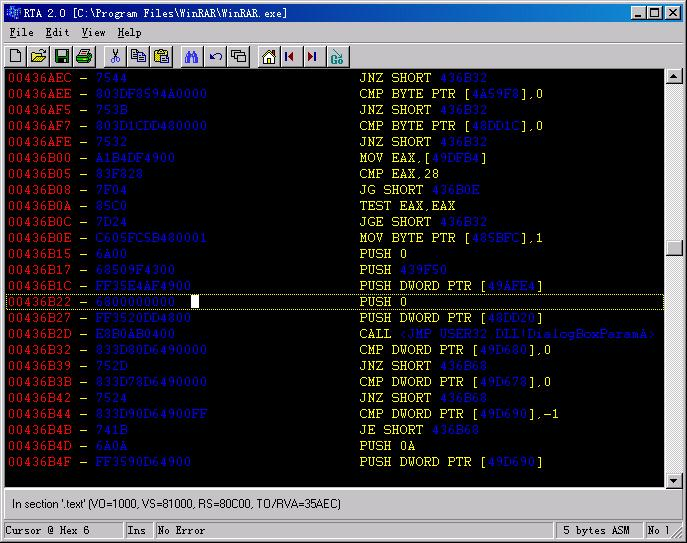 RTA 2.0 [C:\Program Files\WinRAR\WinRAR.exe]
File Edit View Help
Go
00436AEC - 7544 JNZ SHORT 436B32
00436AEE - 803DF8594A0000 CMP BYTE PTR [4A59F8],0
00436AF5 - 753B JNZ SHORT 436B32
00436AF7 - 803D1CDD480000 CMP BYTE PTR [48DD1C],0
00436AFE - 7532 JNZ SHORT 436B32
00436B00 - A1B4DF4900 MOV EAX,[49DFB4]
00436B05 - 83F828 CMP EAX,28
00436B08 - 7F04 JG SHORT 436B0E
00436B0A - 85C0 TEST EAX,EAX
00436B0C - 7D24 JGE SHORT 436B32
00436B0E - C605FC5B480001 MOV BYTE PTR [485BFC],1
00436B15 - 6A00 PUSH 0
00436B17 - 68509F4300 PUSH 439F50
00436B1C - FF35E4AF4900 PUSH DWORD PTR [49AFE4]
00436B22 - 6800000000 PUSH 0
00436B27 - FF3520DD4800 PUSH DWORD PTR [48DD20]
00436B2D - E8B0AB0400 CALL <JMP USER32 DLL!DialogBoxParamA>
00436B32 - 833D80D6490000 CMP DWORD PTR [49D680],0
00436B39 - 752D JNZ SHORT 436B68
00436B3B - 833D78D6490000 CMP DWORD PTR [49D678],0
00436B42 - 7524 JNZ SHORT 436B68
00436B44 - 833D90D64900FF CMP DWORD PTR [49D690],-1
00436B4B - 741B JE SHORT 436B68
00436B4D - 6A0A PUSH 0A
00436B4F - FF3590D64900 PUSH DWORD PTR [49D690]
In section '.text' (VO=1000, VS=81000, RS=80C00, TO/RVA=35AEC)
Cursor @ Hex 6 Ins No Error 5 bytes ASM No 1